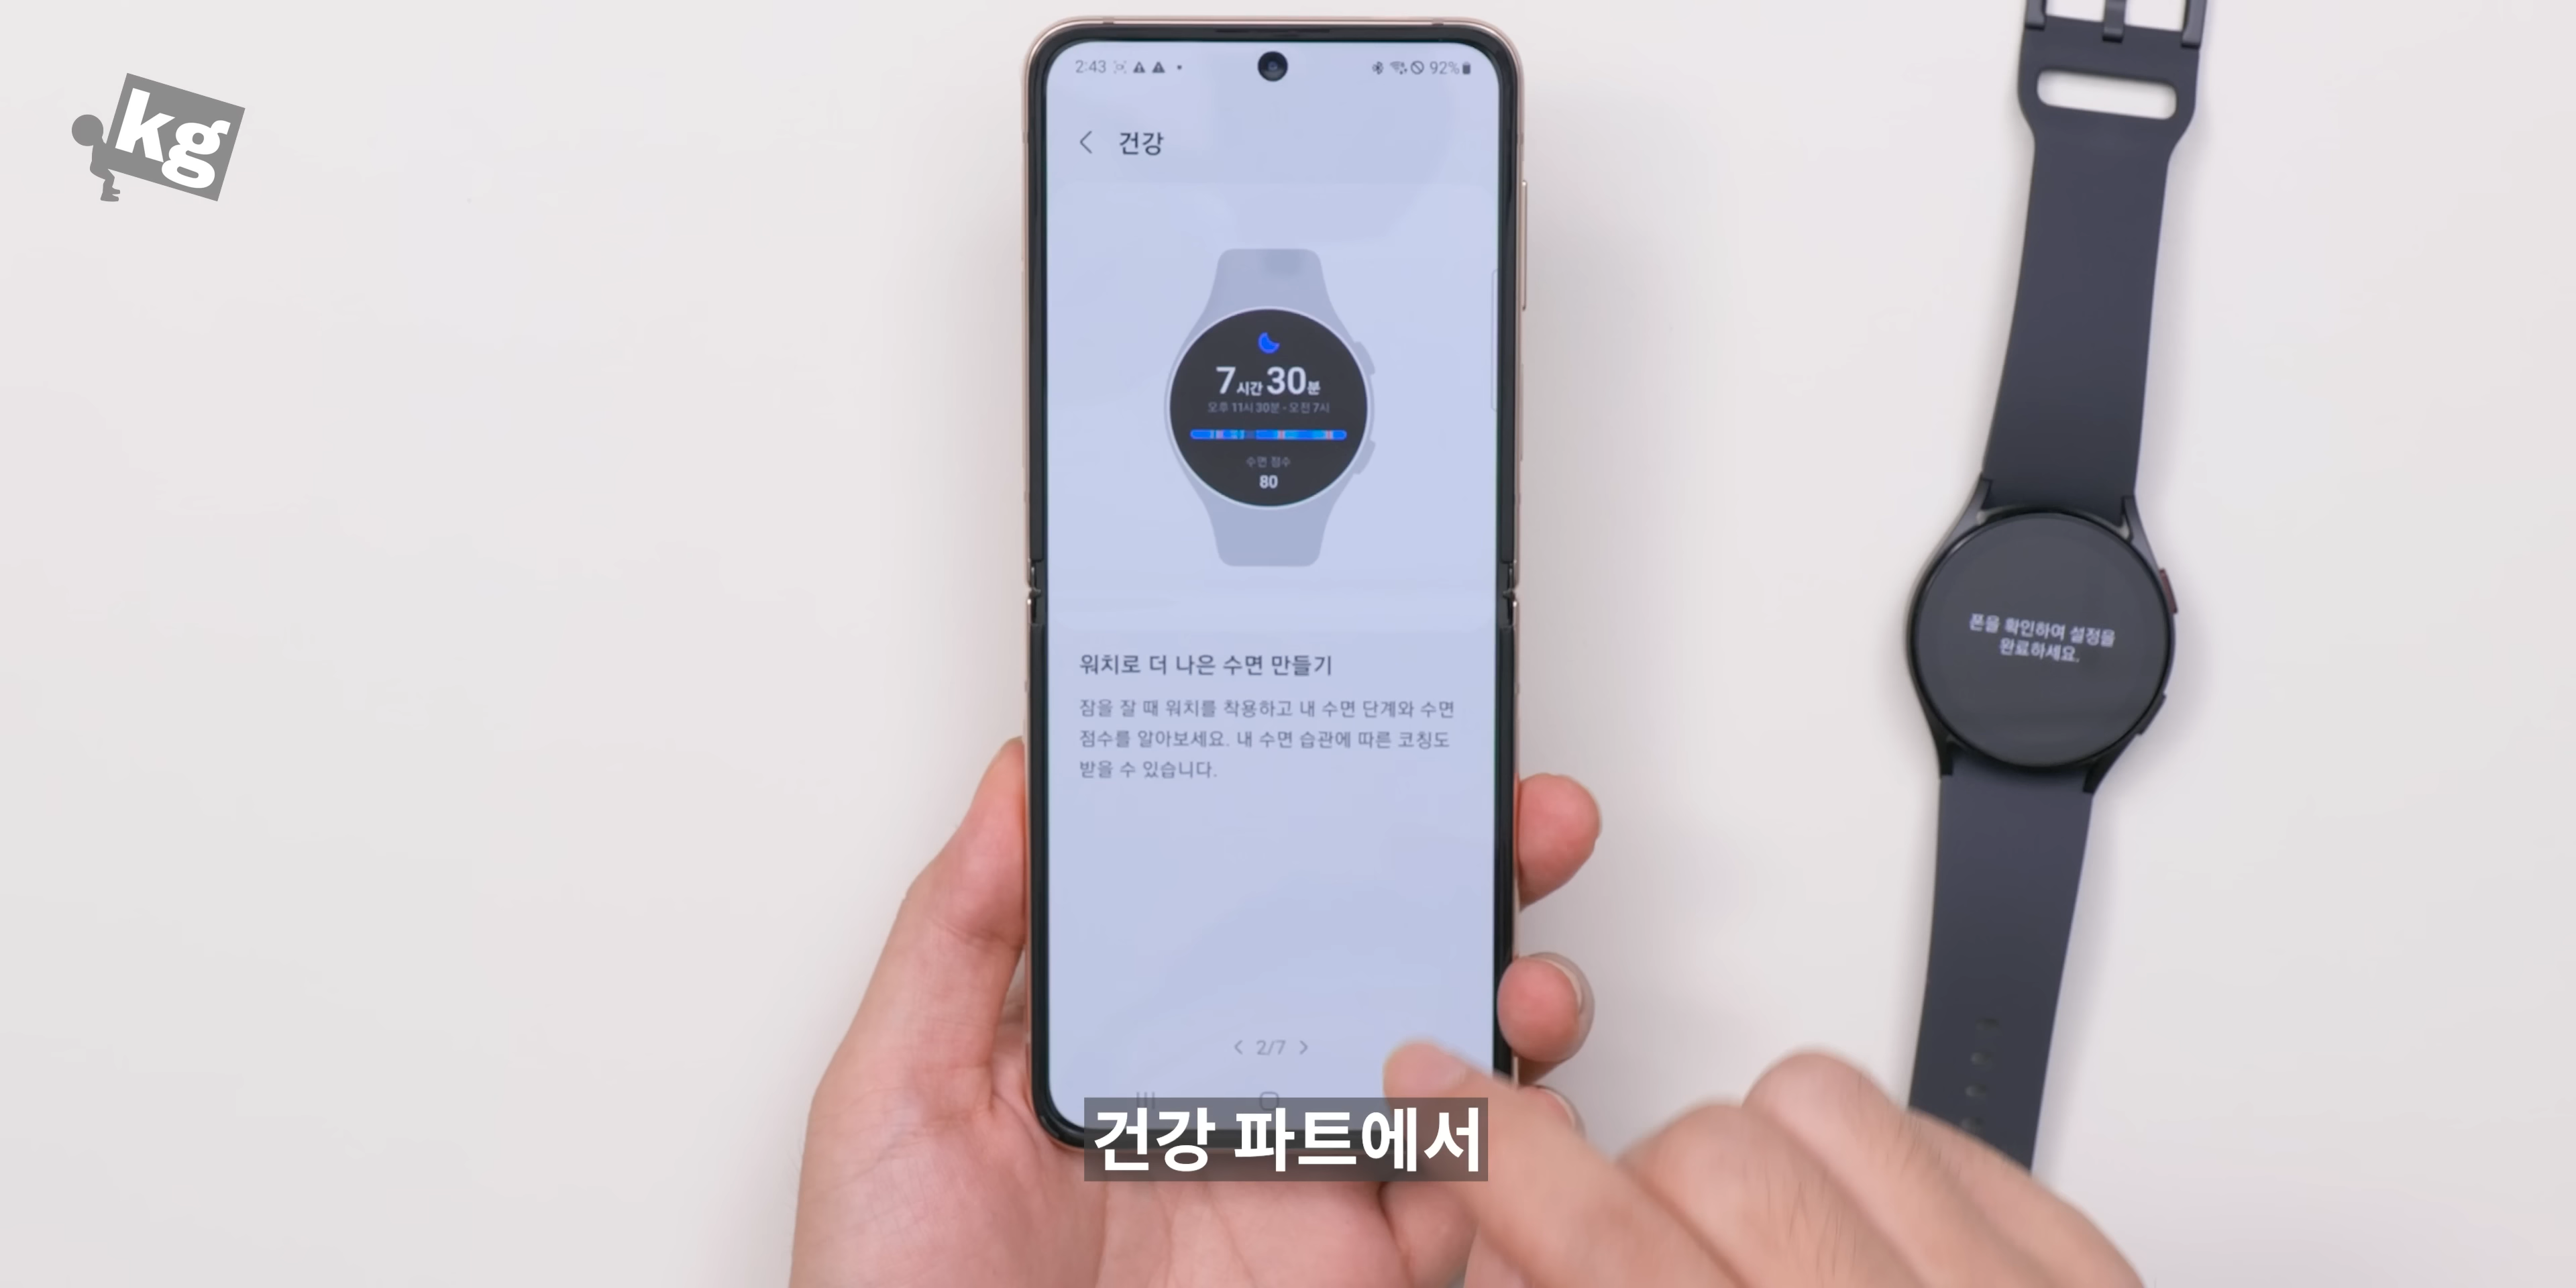 kg
2:43
92%
건강
7시간 30분
오후 11시 30분 - 오전 7시
수면 점수
80
워치로 더 나은 수면 만들기
잠을 잘 때 워치를 착용하고 내 수면 단계와 수면
점수를 알아보세요. 내 수면 습관에 따른 코칭도
받을 수 있습니다.
< 2/7 >
폰을 확인하여 설정을
완료하세요.
건강 파트에서